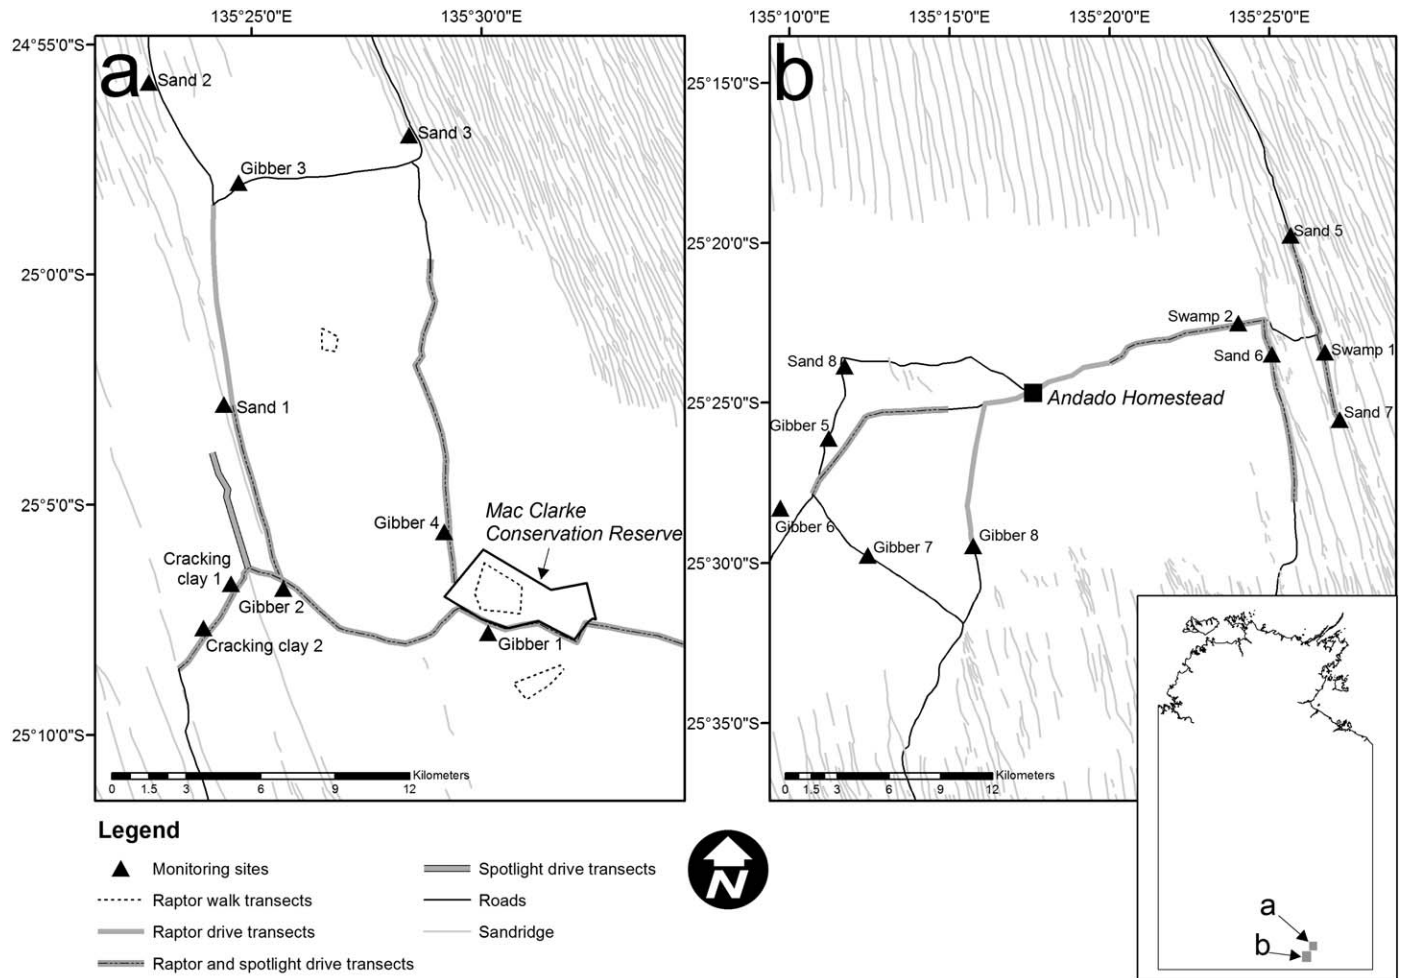 135°25'0"E
135°30'0"E
24°55'0"S
25°0'0"S
25°5'0"S
25°10'0"S
a
Sand 2
Sand 3
Gibber 3
Sand 1
Gibber 4
Mac Clarke
Conservation Reserve
Cracking
clay 1
Gibber 2
Cracking clay 2
Gibber 1
0 1.5 3 6 9 12
Kilometers
135°10'0"E
135°15'0"E
135°20'0"E
135°25'0"E
25°15'0"S
25°20'0"S
25°25'0"S
25°30'0"S
25°35'0"S
b
Sand 5
Swamp 2
Swamp 1
Sand 8
Sand 6
Andado Homestead
Sand 7
Gibber 5
Gibber 6
Gibber 7
Gibber 8
0 1.5 3 6 9 12
Kilometers
Legend
Monitoring sites
Raptor walk transects
Raptor drive transects
Raptor and spotlight drive transects
Spotlight drive transects
Roads
Sandridge
N
a
b